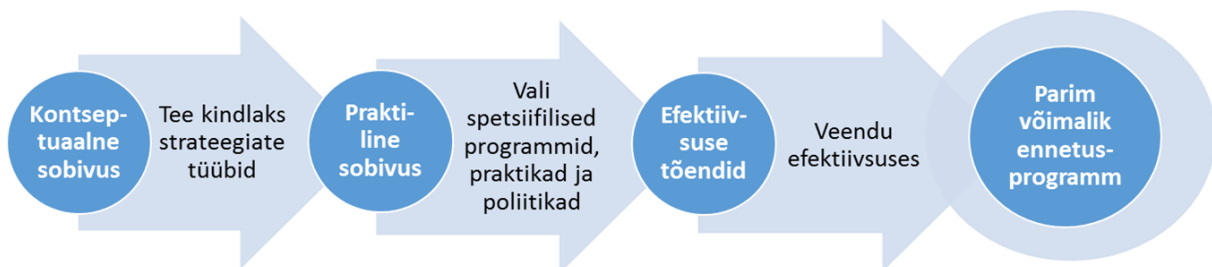 Kontsep-
tuaalne
sobivus
Tee kindlaks
strateegiate
tüübid
Prakti-
line
sobivus
Vali
spetsiifilised
programmid,
praktikad ja
poliitikad
Efektiiv-
suse
tõendid
Veendu
efektiivsuses
Parim
võimalik
ennetus-
programm